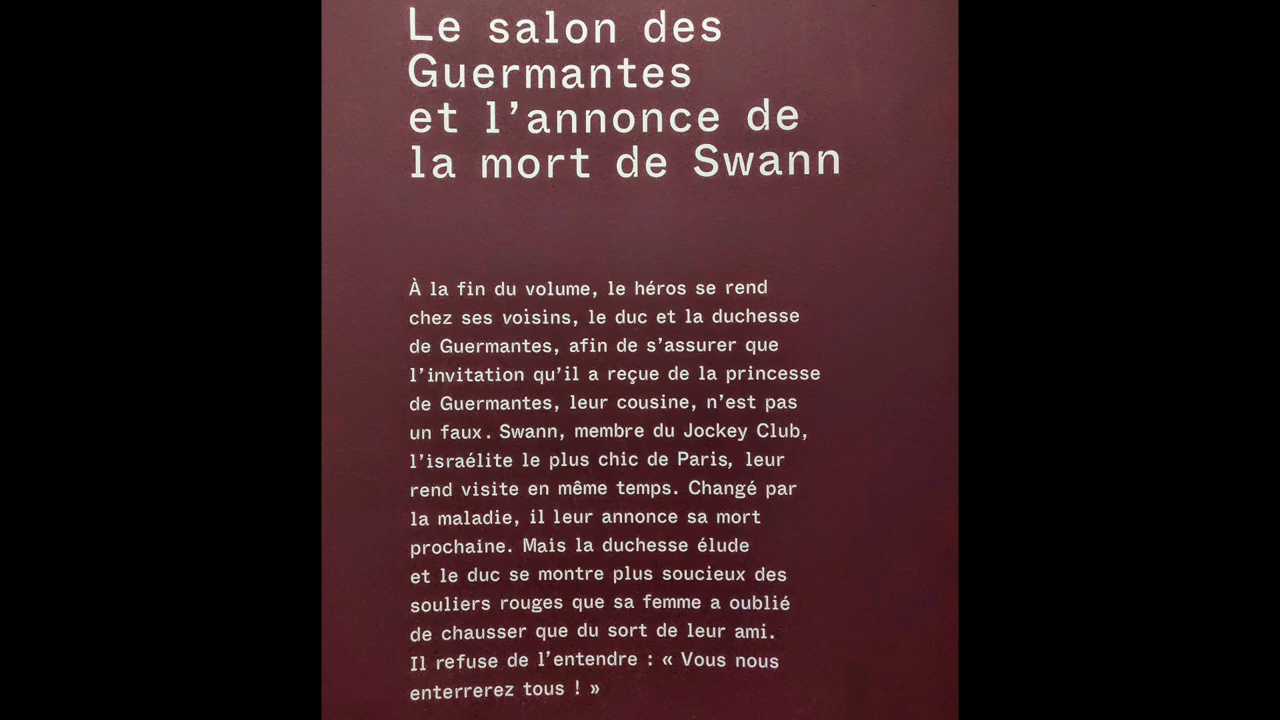 Le salon des
Guermantes
et l’annonce de
la mort de Swann
À la fin du volume, le héros se rend
chez ses voisins, le duc et la duchesse
de Guermantes, afin de s’assurer que
l’invitation qu’il a reçue de la princesse
de Guermantes, leur cousine, n’est pas
un faux. Swann, membre du Jockey Club,
l’israélite le plus chic de Paris, leur
rend visite en même temps. Changé par
la maladie, il leur annonce sa mort
prochaine. Mais la duchesse élude
et le duc se montre plus soucieux des
souliers rouges que sa femme a oublié
de chausser que du sort de leur ami.
Il refuse de l’entendre : « Vous nous
enterrerez tous ! »